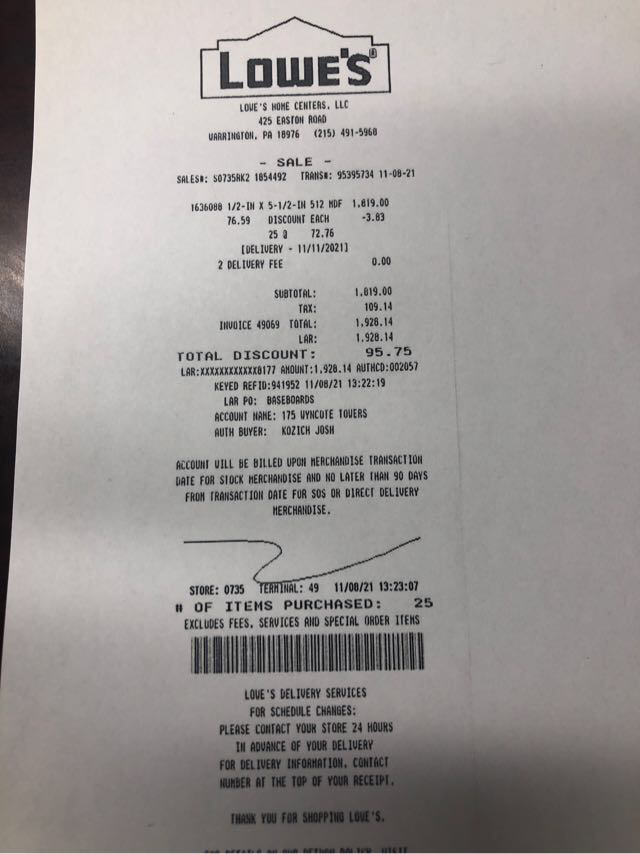 LOWE'S®
LOWE'S HOME CENTERS, LLC
425 EASTON ROAD
WARRINGTON, PA 18976 (215) 491-5960
- SALE -
SALES#: S0735RK2 1854492 TRANS#: 95395734 11-08-21
1636088 1/2-IN X 5-1/2-IN 512 MDF 1,819.00
76.59 DISCOUNT EACH -3.83
25 @ 72.76
[DELIVERY - 11/11/2021]
2 DELIVERY FEE 0.00
SUBTOTAL: 1,819.00
TAX: 109.14
INVOICE 49069 TOTAL: 1,928.14
LAR: 1,928.14
TOTAL DISCOUNT: 95.75
LAR:XXXXXXXXXXXX8177 AMOUNT:1,928.14 AUTHCD:002057
KEYED REFID:941952 11/08/21 13:22:19
LAR PO: BASEBOARDS
ACCOUNT NAME: 175 WYNCOTE TOWERS
AUTH BUYER: KOZICH JOSH
ACCOUNT WILL BE BILLED UPON MERCHANDISE TRANSACTION
DATE FOR STOCK MERCHANDISE AND NO LATER THAN 90 DAYS
FROM TRANSACTION DATE FOR SOS OR DIRECT DELIVERY
MERCHANDISE.
STORE: 0735 TERMINAL: 49 11/08/21 13:23:07
# OF ITEMS PURCHASED: 25
EXCLUDES FEES, SERVICES AND SPECIAL ORDER ITEMS
LOWE'S DELIVERY SERVICES
FOR SCHEDULE CHANGES:
PLEASE CONTACT YOUR STORE 24 HOURS
IN ADVANCE OF YOUR DELIVERY
FOR DELIVERY INFORMATION, CONTACT
NUMBER AT THE TOP OF YOUR RECEIPT.
THANK YOU FOR SHOPPING LOWE'S.